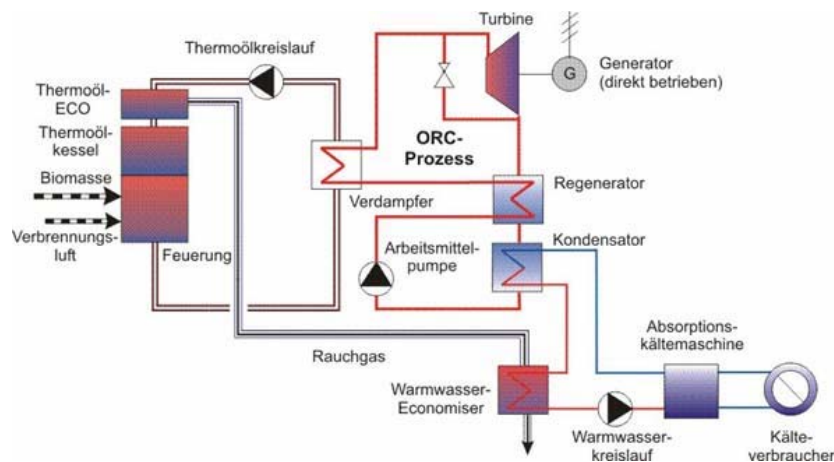 Turbine
Thermoölkreislauf
Generator
(direkt betrieben)
G
Thermoöl-
ECO
Thermoöl-
kessel
ORC-
Prozess
Biomasse
Verdampfer
Regenerator
Verbrennungs-
luft
Feuerung
Arbeitsmittel-
pumpe
Kondensator
Rauchgas
Absorptions-
kältemaschine
Warmwasser-
Economiser
Warmwasser-
kreislauf
Kälte-
verbraucher